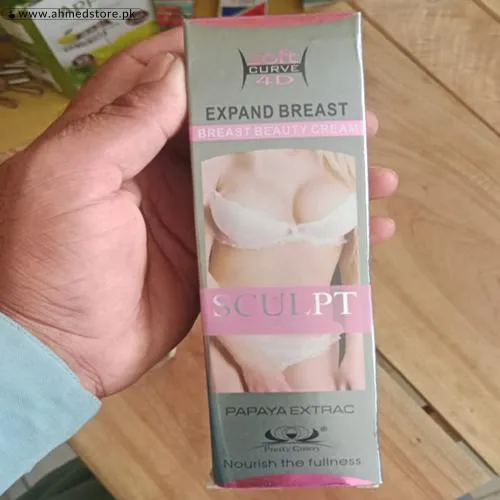 www.ahmedstore.pk
Soft
CURVE
4D
EXPAND BREAST
BREAST BEAUTY CREAM
SCULPT
PAPAYA EXTRAC
®
Pretty Cowry
Nourish the fullness